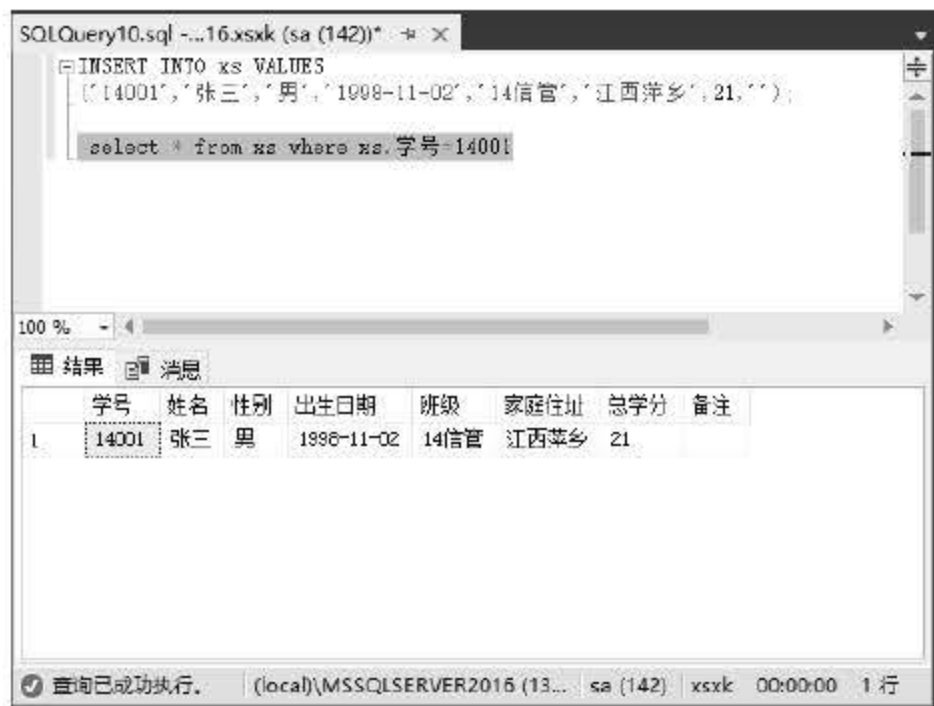 SQLQuery10.sql -...16.xsxk (sa (142))*
INSERT INTO xs VALUES
('14001','张三','男','1998-11-02','14信管','江西萍乡',21,'');
select * from xs where xs.学号=14001
100 %
结果 消息
学号 姓名 性别 出生日期 班级 家庭住址 总学分 备注
1 14001 张三 男 1998-11-02 14信管 江西萍乡 21
查询已成功执行。 (local)\MSSQLSERVER2016 (13... sa (142) xsxk 00:00:00 1 行